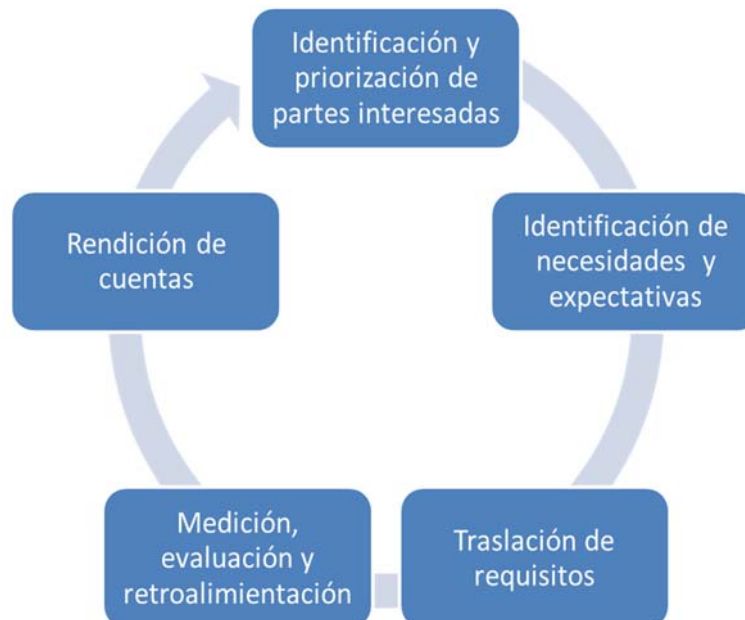 Identificación y
priorización de
partes interesadas
Identificación de
necesidades y
expectativas
Traslación de
requisitos
Medición,
evaluación y
retroalimentación
Rendición de
cuentas